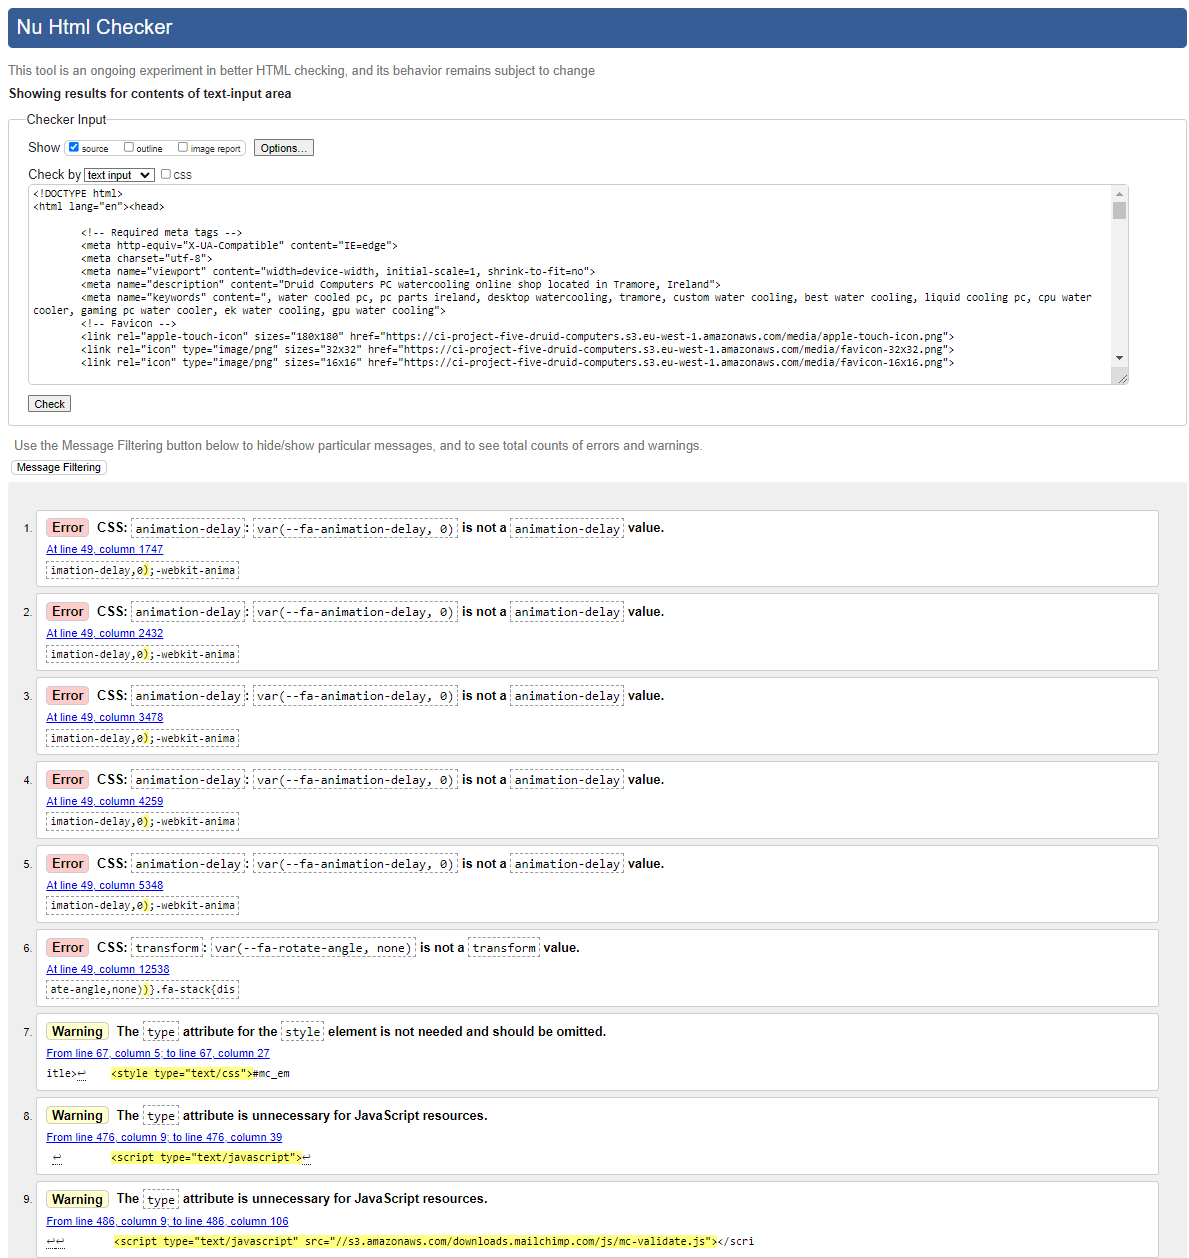 Nu Html Checker
This tool is an ongoing experiment in better HTML checking, and its behavior remains subject to change
Showing results for contents of text-input area
Checker Input
Show source outline image report Options...
Check by text input CSS
<!DOCTYPE html>
<html lang="en"><head>
<!-- Required meta tags -->
<meta http-equiv="X-UA-Compatible" content="IE=edge">
<meta charset="utf-8">
<meta name="viewport" content="width=device-width, initial-scale=1, shrink-to-fit=no">
<meta name="description" content="Druid Computers PC watercooling online shop located in Tramore, Ireland">
<meta name="keywords" content=", water cooled pc, pc parts ireland, desktop watercooling, tramore, custom water cooling, best water cooling, liquid cooling pc, cpu water
cooler, gaming pc water cooler, ek water cooling, gpu water cooling">
<!-- Favicon -->
<link rel="apple-touch-icon" sizes="180x180" href="https://ci-project-five-druid-computers.s3.eu-west-1.amazonaws.com/media/apple-touch-icon.png">
<link rel="icon" type="image/png" sizes="32x32" href="https://ci-project-five-druid-computers.s3.eu-west-1.amazonaws.com/media/favicon-32x32.png">
<link rel="icon" type="image/png" sizes="16x16" href="https://ci-project-five-druid-computers.s3.eu-west-1.amazonaws.com/media/favicon-16x16.png">
Check
Use the Message Filtering button below to hide/show particular messages, and to see total counts of errors and warnings.
Message Filtering
1. Error CSS: animation-delay: var(--fa-animation-delay, 0) is not a animation-delay value.
At line 49, column 1747
imation-delay,0);-webkit-anima
2. Error CSS: animation-delay: var(--fa-animation-delay, 0) is not a animation-delay value.
At line 49, column 2432
imation-delay,0);-webkit-anima
3. Error CSS: animation-delay: var(--fa-animation-delay, 0) is not a animation-delay value.
At line 49, column 3478
imation-delay,0);-webkit-anima
4. Error CSS: animation-delay: var(--fa-animation-delay, 0) is not a animation-delay value.
At line 49, column 4259
imation-delay,0);-webkit-anima
5. Error CSS: animation-delay: var(--fa-animation-delay, 0) is not a animation-delay value.
At line 49, column 5348
imation-delay,0);-webkit-anima
6. Error CSS: transform: var(--fa-rotate-angle, none) is not a transform value.
At line 49, column 12538
ate-angle,none))}.fa-stack{dis
7. Warning The type attribute for the style element is not needed and should be omitted.
From line 67, column 5; to line 67, column 27
itle>↩ <style type="text/css">#mc_em
8. Warning The type attribute is unnecessary for JavaScript resources.
From line 476, column 9; to line 476, column 39
↩ <script type="text/javascript">↩
9. Warning The type attribute is unnecessary for JavaScript resources.
From line 486, column 9; to line 486, column 106
↩↩ <script type="text/javascript" src="//s3.amazonaws.com/downloads.mailchimp.com/js/mc-validate.js"></scri